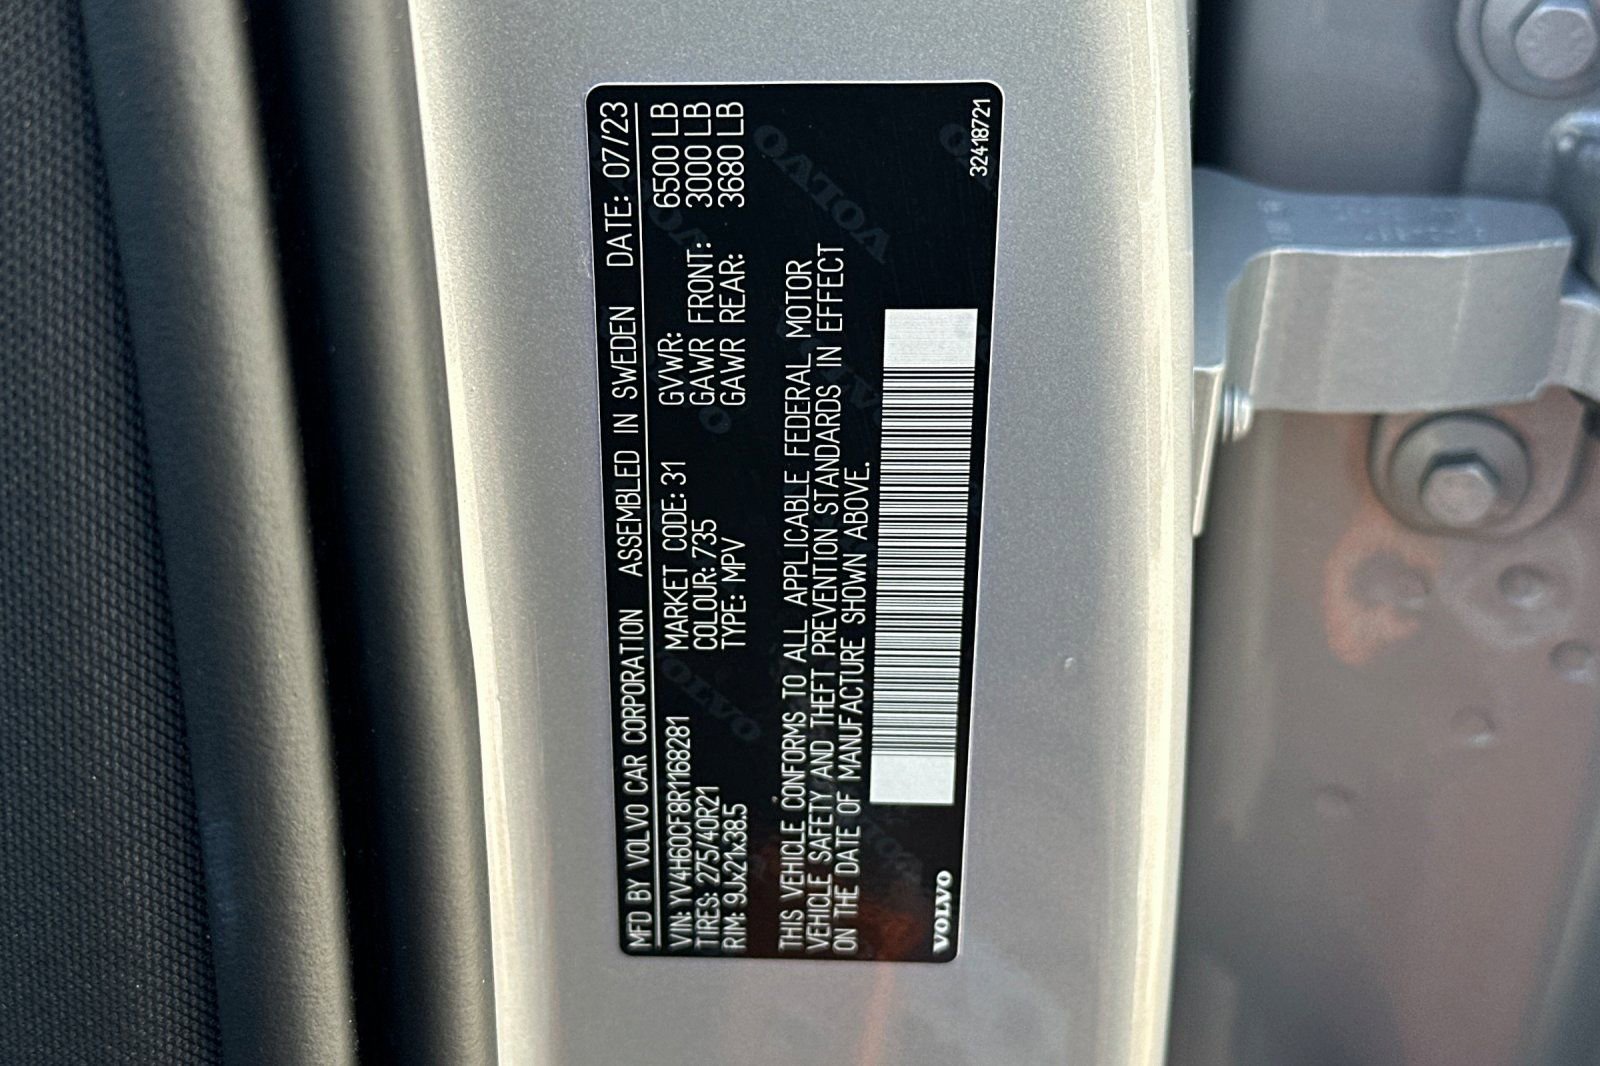 MFD BY VOLVO CAR CORPORATION ASSEMBLED IN SWEDEN DATE: 07/23
VIN: YV4H60CF8R1168281 MARKET CODE: 31 GVWR: 6500 LB
TIRES: 275/40R21 COLOUR: 735 GAWR FRONT: 3000 LB
RIM: 9Jx21x38.5 TYPE: MPV GAWR REAR: 3680 LB
THIS VEHICLE CONFORMS TO ALL APPLICABLE FEDERAL MOTOR
VEHICLE SAFETY AND THEFT PREVENTION STANDARDS IN EFFECT
ON THE DATE OF MANUFACTURE SHOWN ABOVE.
VOLVO 32418721